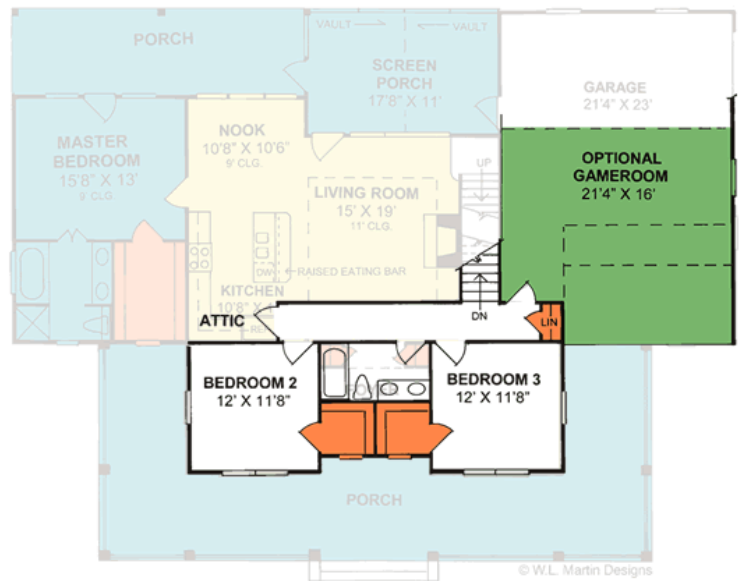 PORCH
VAULT
VAULT
SCREEN
PORCH
17'8" X 11'
GARAGE
21'4" X 23'
MASTER
BEDROOM
15'8" X 13'
9' CLG
NOOK
10'8" X 10'6"
9' CLG.
LIVING ROOM
15' X 19'
11' CLG.
UP
OPTIONAL
GAMEROOM
21'4" X 16'
DW
RAISED EATING BAR
KITCHEN
10'8" X
ATTIC
DN
LIN
BEDROOM 2
12' X 11'8"
BEDROOM 3
12' X 11'8"
PORCH
© W.L. Martin Designs